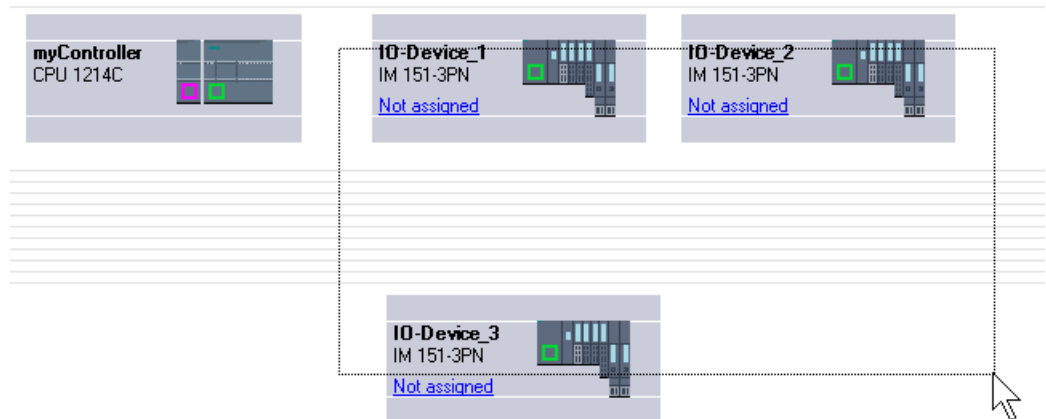 myController
CPU 1214C
IO-Device_1
IM 151-3PN
Not assigned
IO-Device_2
IM 151-3PN
Not assigned
IO-Device_3
IM 151-3PN
Not assigned